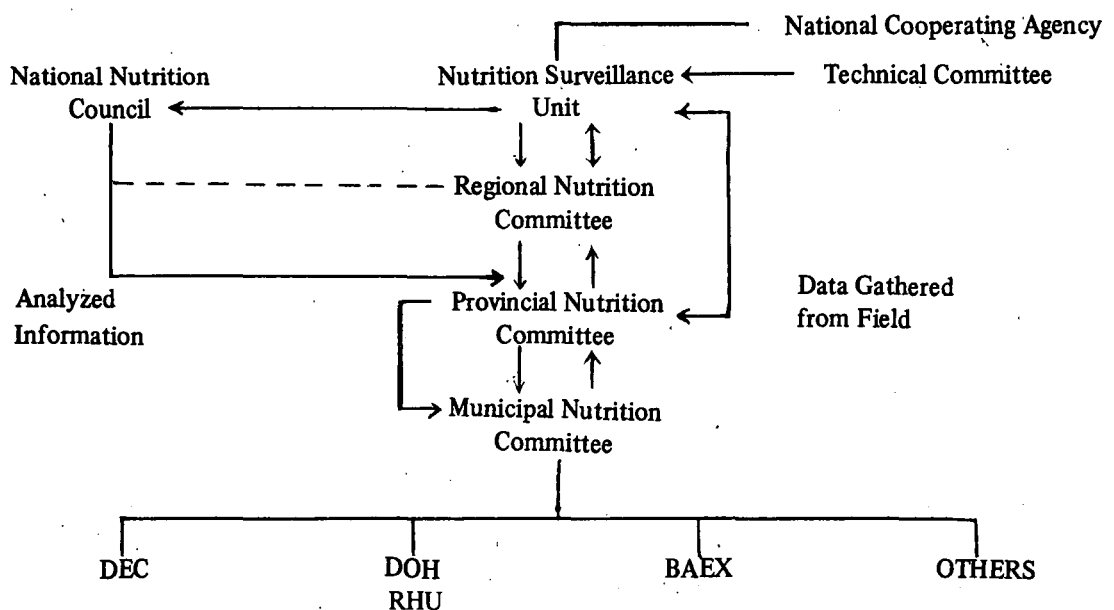 National Cooperating Agency
National Nutrition
Council
Nutrition Surveillance
Unit
Technical Committee
Regional Nutrition
Committee
Analyzed
Information
Provincial Nutrition
Committee
Data Gathered
from Field
Municipal Nutrition
Committee
DEC
DOH
RHU
BAEX
OTHERS